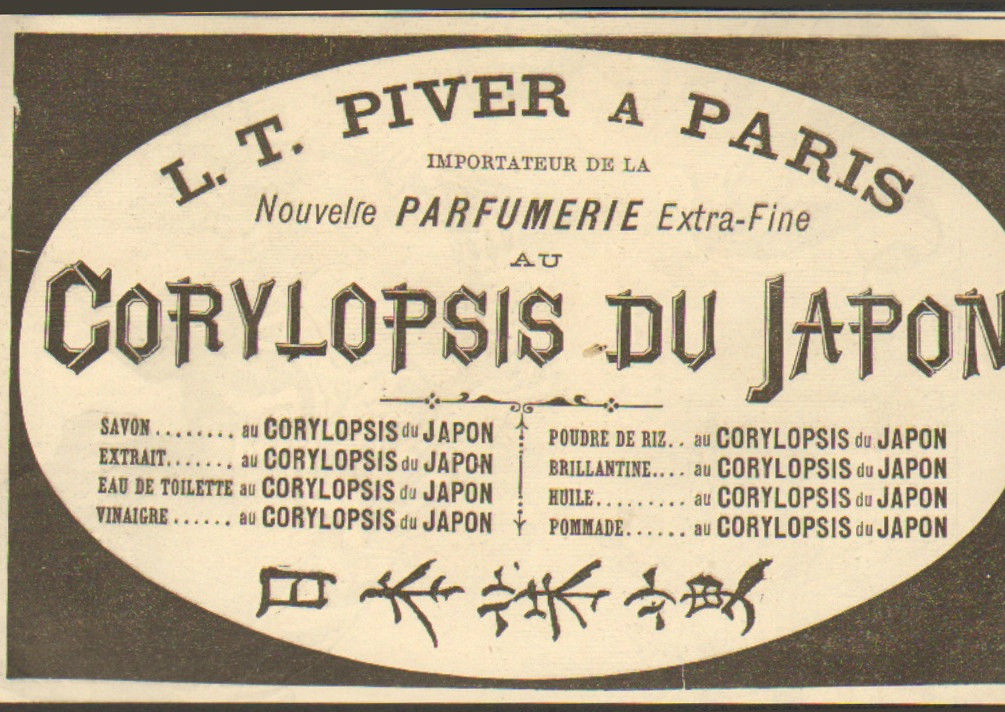 L. T. PIVER A PARIS
IMPORTATEUR DE LA
Nouvelle PARFUMERIE Extra-Fine
AU
CORYLOPSIS DU JAPON
SAVON........ au CORYLOPSIS du JAPON
EXTRAIT....... au CORYLOPSIS du JAPON
EAU DE TOILETTE au CORYLOPSIS du JAPON
VINAIGRE...... au CORYLOPSIS du JAPON
POUDRE DE RIZ.. au CORYLOPSIS du JAPON
BRILLANTINE.... au CORYLOPSIS du JAPON
HUILE......... au CORYLOPSIS du JAPON
POMMADE...... au CORYLOPSIS du JAPON
日本